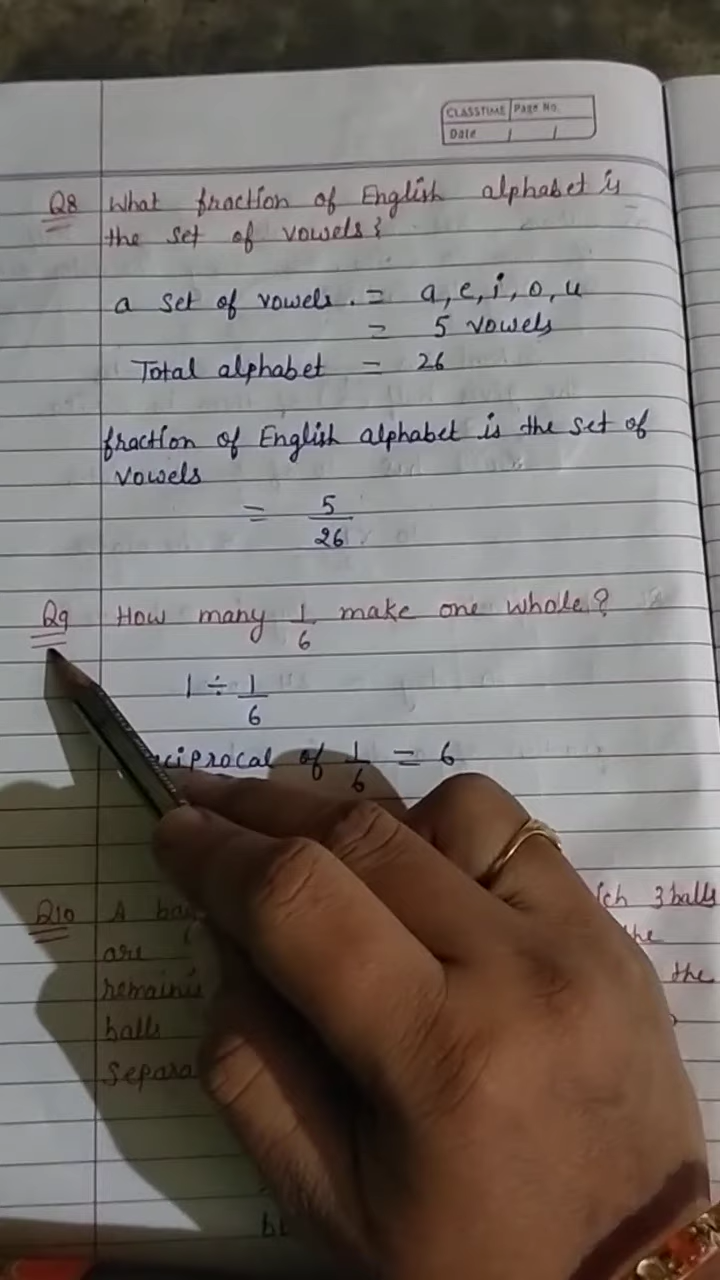 CLASSTIME Page No.
Date / /
Q8 What fraction of English alphabet is
the set of vowels?
a set of vowels. = a, e, i, o, u
= 5 vowels
Total alphabet = 26
fraction of English alphabet is the set of
vowels
= 5/26
Q9 How many 1/6 make one whole?
1 ÷ 1/6
of 1/6 = 6
Q10 A 3 balls
are the
the
balls